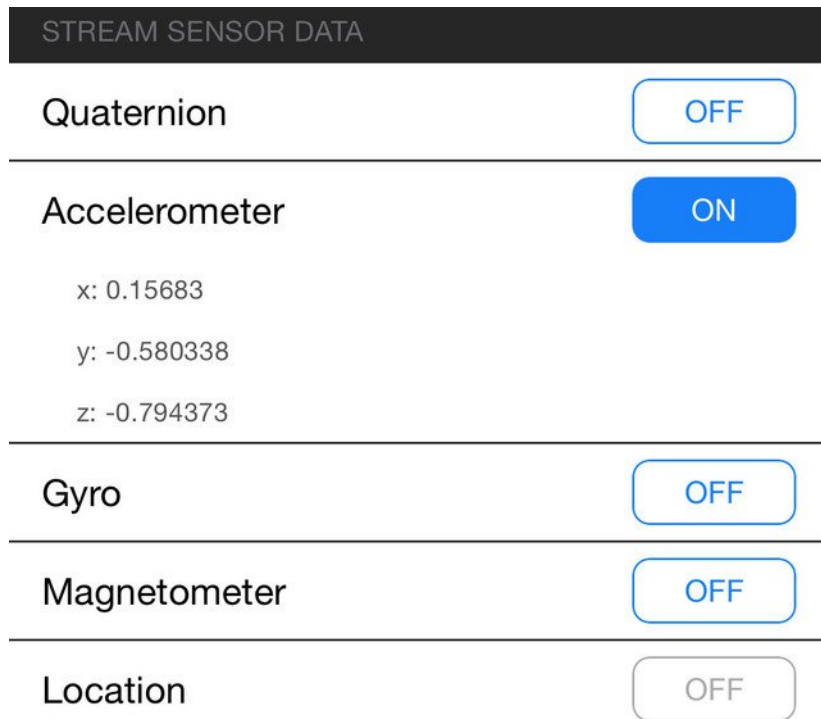 STREAM SENSOR DATA
Quaternion OFF
Accelerometer ON
x: 0.15683
y: -0.580338
z: -0.794373
Gyro OFF
Magnetometer OFF
Location OFF